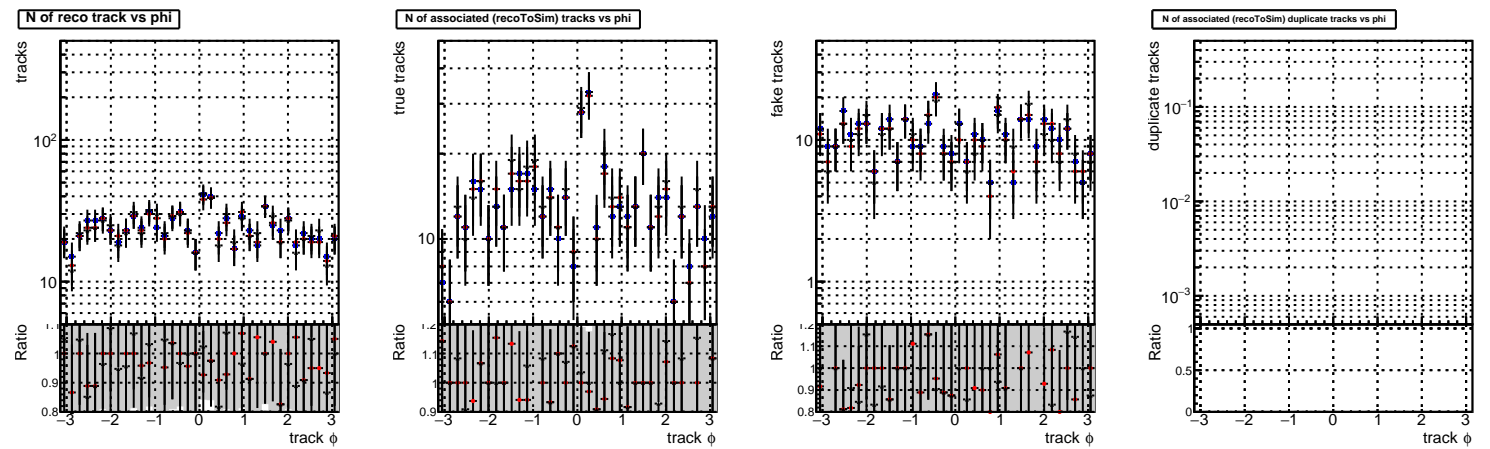 N of reco track vs phi
tracks
10²
10
Ratio
1.1
1
0.9
0.8
−3 −2 −1 0 1 2 3
track ϕ
N of associated (recoToSim) tracks vs phi
true tracks
10
Ratio
1.2
1.1
1
0.9
−3 −2 −1 0 1 2 3
track ϕ
fake tracks
10
1
Ratio
1.1
1
0.9
0.8
−3 −2 −1 0 1 2 3
track ϕ
N of associated (recoToSim) duplicate tracks vs phi
duplicate tracks
10⁻¹
10⁻²
10⁻³
Ratio
1
0.5
0
−3 −2 −1 0 1 2 3
track ϕ